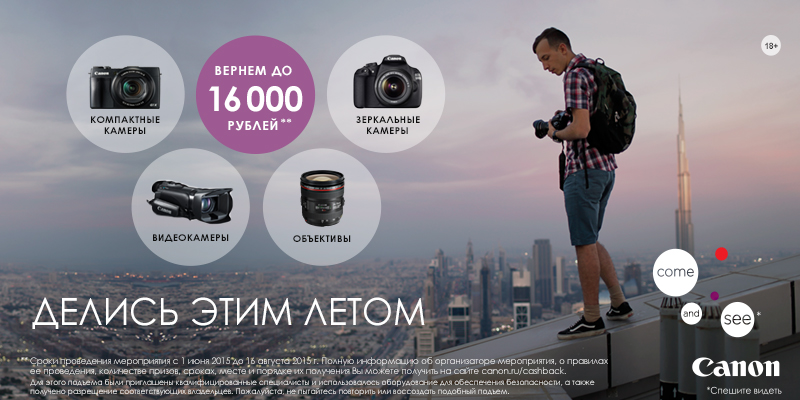 18+
ВЕРНЕМ ДО
16 000
РУБЛЕЙ**
КОМПАКТНЫЕ
КАМЕРЫ
ЗЕРКАЛЬНЫЕ
КАМЕРЫ
ВИДЕОКАМЕРЫ
ОБЪЕКТИВЫ
ДЕЛИСЬ ЭТИМ ЛЕТОМ
come
and
see*
Canon
*Спешите видеть
Сроки проведения мероприятия с 1 июня 2015 до 16 августа 2015 г. Полную информацию об организаторе мероприятия, о правилах
ее проведения, количестве призов, сроках, месте и порядке их получения Вы можете получить на сайте canon.ru/cashback.
Для этого подъема были приглашены квалифицированные специалисты и использовалось оборудование для обеспечения безопасности, а также
получено разрешение соответствующих владельцев. Пожалуйста, не пытайтесь повторить или воссоздать подобный подъем.